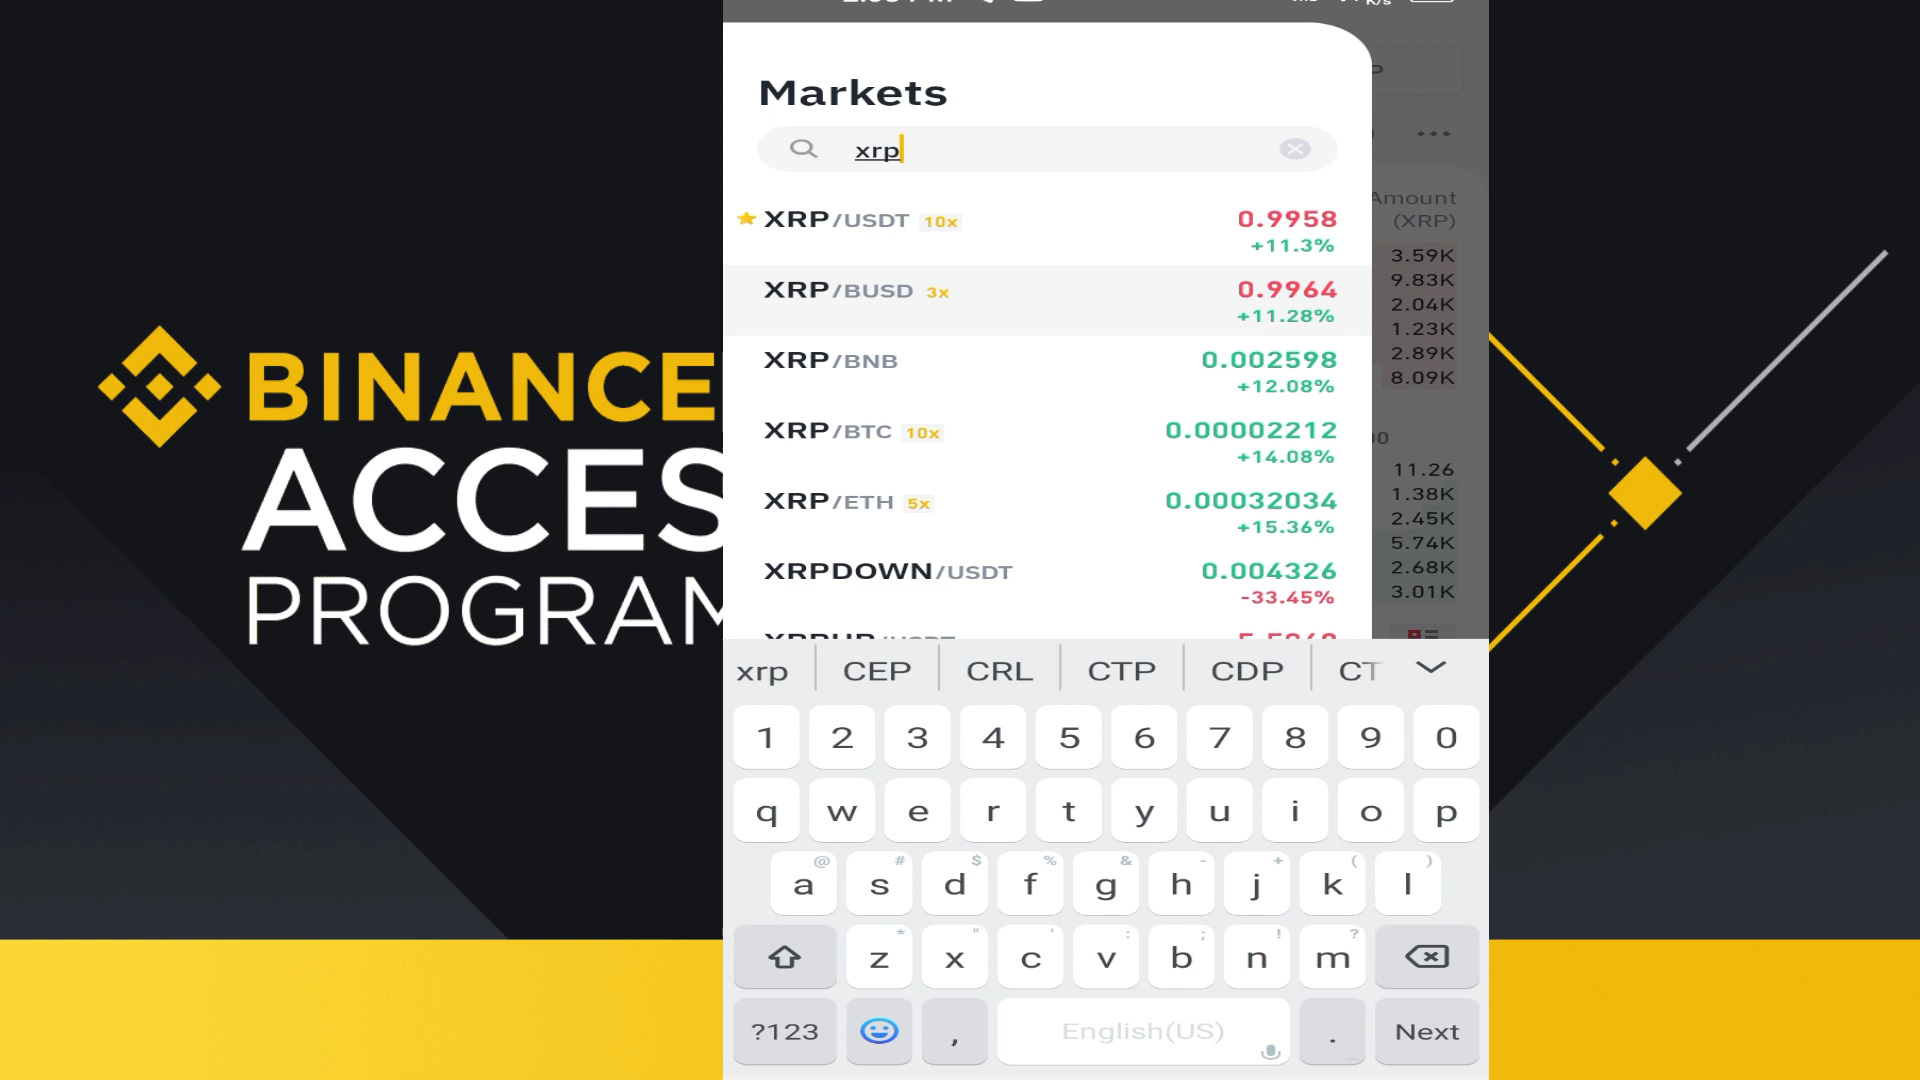 K/s
Markets
xrp
XRP/USDT 10x 0.9958
+11.3%
XRP/BUSD 3x 0.9964
+11.28%
XRP/BNB 0.002598
+12.08%
XRP/BTC 10x 0.00002212
+14.08%
XRP/ETH 5x 0.00032034
+15.36%
XRPDOWN/USDT 0.004326
-33.45%
Amount
(XRP)
3.59K
9.83K
2.04K
1.23K
2.89K
8.09K
11.26
1.38K
2.45K
5.74K
2.68K
3.01K
BINANCE
ACCES
PROGRAM
xrp CEP CRL CTP CDP CT
1 2 3 4 5 6 7 8 9 0
q w e r t y u i o p
@ # $ % & - + ( )
a s d f g h j k l
* " ' : ; ! ?
z x c v b n m
?123 , English(US) . Next